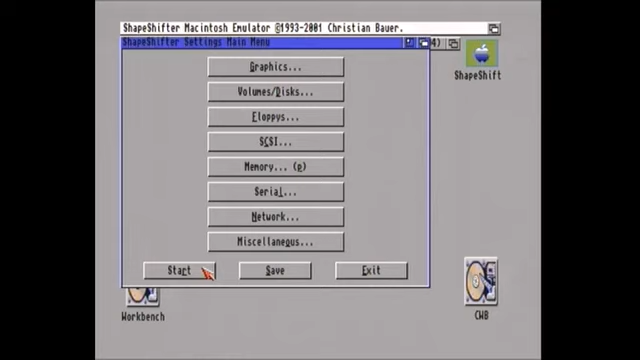 ShapeShifter Macintosh Emulator ©1993-2001 Christian Bauer.
ShapeShifter Settings Main Menu
4)
Graphics...
Volumes/Disks...
Floppys...
SCSI...
Memory... (p)
Serial...
Network...
Miscellaneous...
Start
Save
Exit
ShapeShift
Workbench
CWB